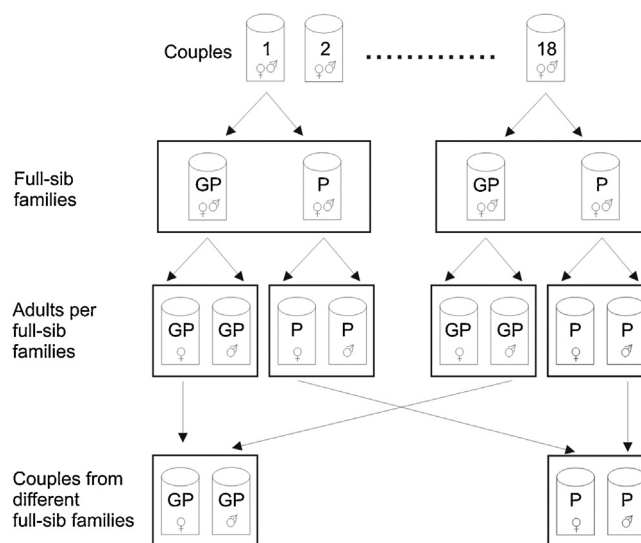 Couples 1 2 18
♀♂ ♀♂ ♀♂
Full-sib
families
GP P GP P
♀♂ ♀♂ ♀♂ ♀♂
Adults per
full-sib
families
GP GP P P GP GP P P
♀ ♂ ♀ ♂ ♀ ♂ ♀ ♂
Couples from
different
full-sib families
GP GP P P
♀ ♂ ♀ ♂